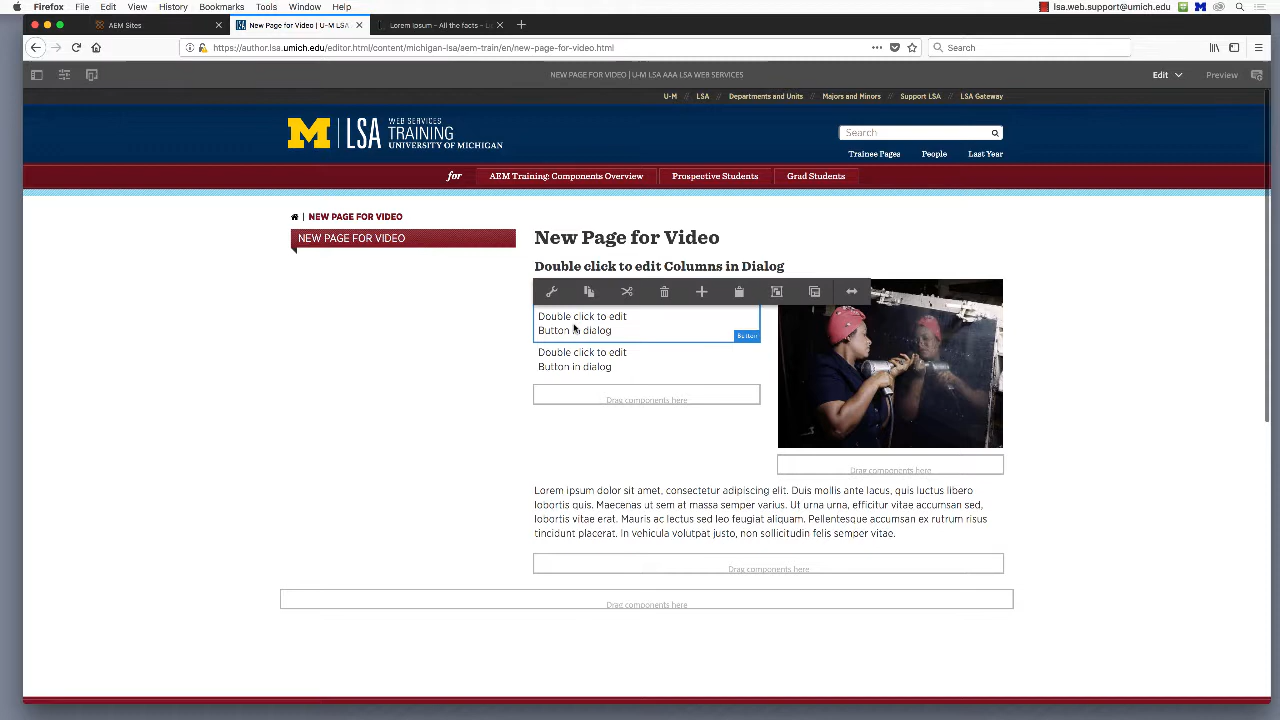 Firefox File Edit View History Bookmarks Tools Window Help lsa.web.support@umich.edu
AEM Sites New Page for Video | U-M LSA Lorem Ipsum - All the facts - Li
https://author.lsa.umich.edu/editor.html/content/michigan-lsa/aem-train/en/new-page-for-video.html Search
NEW PAGE FOR VIDEO | U-M LSA AAA LSA WEB SERVICES Edit Preview
U-M // LSA // Departments and Units // Majors and Minors // Support LSA // LSA Gateway
M LSA WEB SERVICES
TRAINING
UNIVERSITY OF MICHIGAN
Search
Trainee Pages People Last Year
for AEM Training: Components Overview Prospective Students Grad Students
| NEW PAGE FOR VIDEO
NEW PAGE FOR VIDEO
New Page for Video
Double click to edit Columns in Dialog
Double click to edit
Button in dialog
Button
Double click to edit
Button in dialog
Drag components here
Drag components here
Lorem ipsum dolor sit amet, consectetur adipiscing elit. Duis mollis ante lacus, quis luctus libero
lobortis quis. Maecenas ut sem at massa semper varius. Ut urna urna, efficitur vitae accumsan sed,
lobortis vitae erat. Mauris ac lectus sed leo feugiat aliquam. Pellentesque accumsan ex rutrum risus
tincidunt placerat. In vehicula volutpat justo, non sollicitudin felis semper vitae.
Drag components here
Drag components here